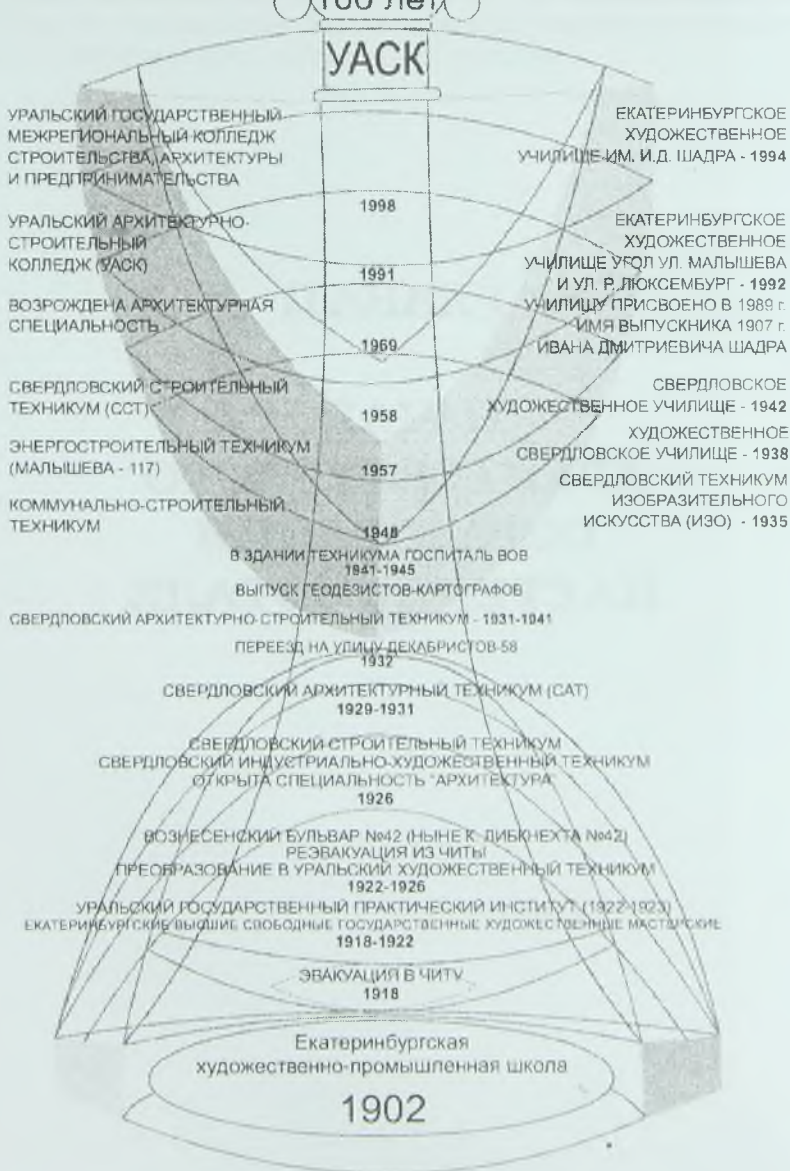 100 лет
УАСК
УРАЛЬСКИЙ ГОСУДАРСТВЕННЫЙ
МЕЖРЕГИОНАЛЬНЫЙ КОЛЛЕДЖ
СТРОИТЕЛЬСТВА, АРХИТЕКТУРЫ
И ПРЕДПРИНИМАТЕЛЬСТВА
ЕКАТЕРИНБУРГСКОЕ
ХУДОЖЕСТВЕННОЕ
УЧИЛИЩЕ ИМ. И.Д. ШАДРА - 1994
1998
УРАЛЬСКИЙ АРХИТЕКТУРНО-
СТРОИТЕЛЬНЫЙ
КОЛЛЕДЖ (УАСК)
1991
ЕКАТЕРИНБУРГСКОЕ
ХУДОЖЕСТВЕННОЕ
УЧИЛИЩЕ УГОЛ УЛ. МАЛЫШЕВА
И УЛ. Р. ЛЮКСЕМБУРГ - 1992
УЧИЛИЩУ ПРИСВОЕНО В 1989 г.
ИМЯ ВЫПУСКНИКА 1907 г.
ИВАНА ДМИТРИЕВИЧА ШАДРА
ВОЗРОЖДЕНА АРХИТЕКТУРНАЯ
СПЕЦИАЛЬНОСТЬ
1969
СВЕРДЛОВСКИЙ СТРОИТЕЛЬНЫЙ
ТЕХНИКУМ (ССТ)
1958
СВЕРДЛОВСКОЕ
ХУДОЖЕСТВЕННОЕ УЧИЛИЩЕ - 1942
ЭНЕРГОСТРОИТЕЛЬНЫЙ ТЕХНИКУМ
(МАЛЫШЕВА - 117)
1957
ХУДОЖЕСТВЕННОЕ
СВЕРДЛОВСКОЕ УЧИЛИЩЕ - 1938
КОММУНАЛЬНО-СТРОИТЕЛЬНЫЙ
ТЕХНИКУМ
СВЕРДЛОВСКИЙ ТЕХНИКУМ
ИЗОБРАЗИТЕЛЬНОГО
ИСКУССТВА (ИЗО) - 1935
В ЗДАНИИ ТЕХНИКУМА ГОСПИТАЛЬ ВОВ
1941-1945
ВЫПУСК ГЕОДЕЗИСТОВ-КАРТОГРАФОВ
СВЕРДЛОВСКИЙ АРХИТЕКТУРНО-СТРОИТЕЛЬНЫЙ ТЕХНИКУМ - 1931-1941
ПЕРЕЕЗД НА УЛИЦУ ДЕКАБРИСТОВ-58
1932
СВЕРДЛОВСКИЙ АРХИТЕКТУРНЫЙ ТЕХНИКУМ (САТ)
1929-1931
СВЕРДЛОВСКИЙ СТРОИТЕЛЬНЫЙ ТЕХНИКУМ
СВЕРДЛОВСКИЙ ИНДУСТРИАЛЬНО-ХУДОЖЕСТВЕННЫЙ ТЕХНИКУМ
ОТКРЫТА СПЕЦИАЛЬНОСТЬ "АРХИТЕКТУРА"
1926
ВОЗНЕСЕНСКИЙ БУЛЬВАР №42 (НЫНЕ К. ЛИБКНЕХТА №42)
РЕЭВАКУАЦИЯ ИЗ ЧИТЫ
ПРЕОБРАЗОВАНИЕ В УРАЛЬСКИЙ ХУДОЖЕСТВЕННЫЙ ТЕХНИКУМ
1922-1926
УРАЛЬСКИЙ ГОСУДАРСТВЕННЫЙ ПРАКТИЧЕСКИЙ ИНСТИТУТ (1922-1923)
ЕКАТЕРИНБУРГСКИЕ ВЫСШИЕ СВОБОДНЫЕ ГОСУДАРСТВЕННЫЕ ХУДОЖЕСТВЕННЫЕ МАСТЕРСКИЕ
1918-1922
ЭВАКУАЦИЯ В ЧИТУ
1918
Екатеринбургская
художественно-промышленная школа
1902